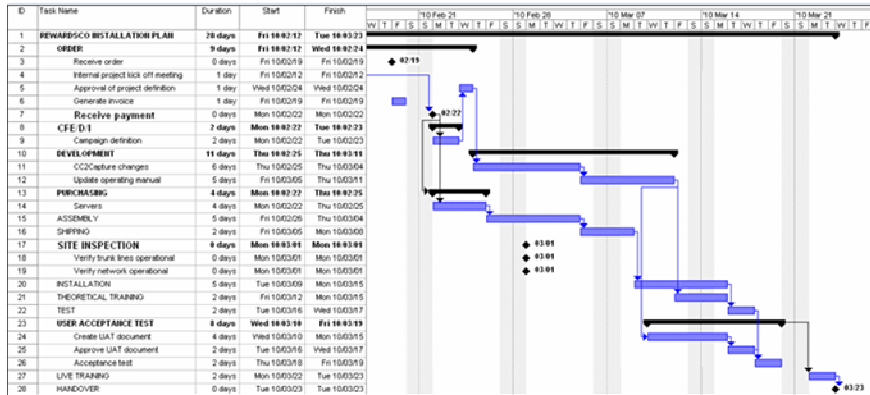 ID Task Name Duration Start Finish '10 Feb 21 '10 Feb 28 '10 Mar 07 '10 Mar 14 '10 Mar 21
W T F S S M T W T F S S M T W T F S S M T W T F S S M T W T F S S M T W T F
1 REWARDSCO INSTALLATION PLAN 28 days Fri 10/02/12 Tue 10/03/23
2 ORDER 9 days Fri 10/02/12 Wed 10/02/24
3 Receive order 0 days Fri 10/02/19 Fri 10/02/19 02/19
4 Internal project kick off meeting 1 day Fri 10/02/12 Fri 10/02/12
5 Approval of project definition 1 day Wed 10/02/24 Wed 10/02/24
6 Generate invoice 1 day Fri 10/02/19 Fri 10/02/19
7 Receive payment 0 days Mon 10/02/22 Mon 10/02/22 02/22
8 CFE/D/I 2 days Mon 10/02/22 Tue 10/02/23
9 Campaign definition 2 days Mon 10/02/22 Tue 10/02/23
10 DEVELOPMENT 11 days Thu 10/02/25 Thu 10/03/11
11 CC2Capture changes 6 days Thu 10/02/25 Thu 10/03/04
12 Update operating manual 5 days Fri 10/03/05 Thu 10/03/11
13 PURCHASING 4 days Mon 10/02/22 Thu 10/02/25
14 Servers 4 days Mon 10/02/22 Thu 10/02/25
15 ASSEMBLY 5 days Fri 10/02/26 Thu 10/03/04
16 SHIPPING 2 days Fri 10/03/05 Mon 10/03/08
17 SITE INSPECTION 0 days Mon 10/03/01 Mon 10/03/01 03/01
18 Verify trunk lines operational 0 days Mon 10/03/01 Mon 10/03/01 03/01
19 Verify network operational 0 days Mon 10/03/01 Mon 10/03/01 03/01
20 INSTALLATION 5 days Tue 10/03/09 Mon 10/03/15
21 THEORETICAL TRAINING 2 days Fri 10/03/12 Mon 10/03/15
22 TEST 2 days Tue 10/03/16 Wed 10/03/17
23 USER ACCEPTANCE TEST 8 days Wed 10/03/10 Fri 10/03/19
24 Create UAT document 4 days Wed 10/03/10 Mon 10/03/15
25 Approve UAT document 2 days Tue 10/03/16 Wed 10/03/17
26 Acceptance test 2 days Thu 10/03/18 Fri 10/03/19
27 LIVE TRAINING 2 days Mon 10/03/22 Tue 10/03/23
28 HANDOVER 0 days Tue 10/03/23 Tue 10/03/23 03/23